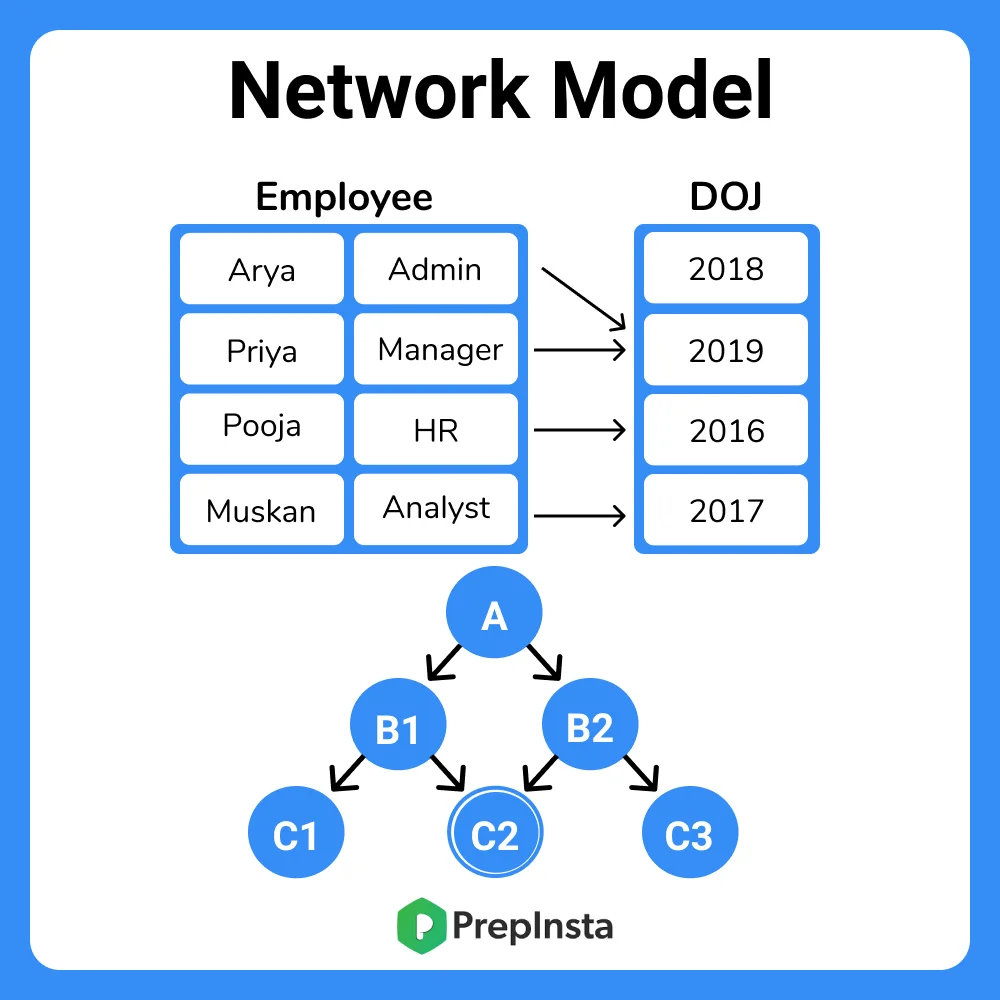 Network Model
Employee DOJ
Arya Admin 2018
Priya Manager 2019
Pooja HR 2016
Muskan Analyst 2017
A
B1 B2
C1 C2 C3
PrepInsta